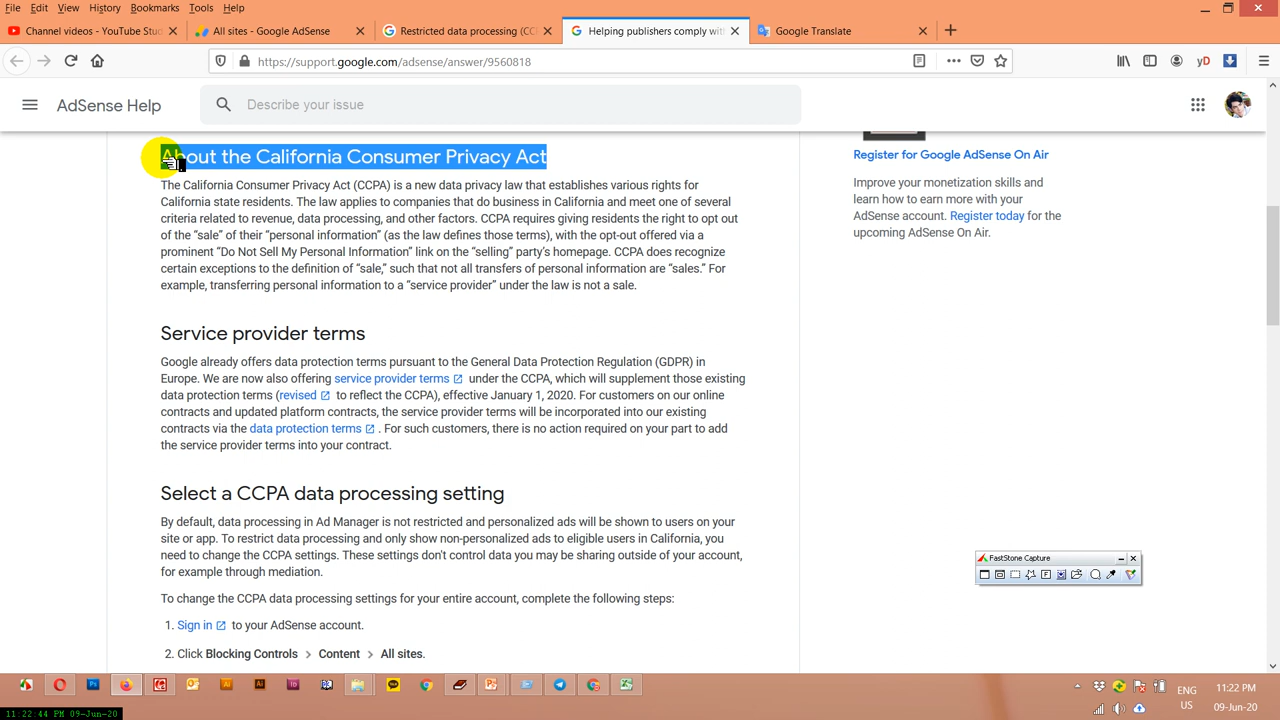 File Edit View History Bookmarks Tools Help
Channel videos - YouTube Stu
All sites - Google AdSense
Restricted data processing (CC
Helping publishers comply with
Google Translate
https://support.google.com/adsense/answer/9560818
yD
AdSense Help
Describe your issue
About the California Consumer Privacy Act
The California Consumer Privacy Act (CCPA) is a new data privacy law that establishes various rights for
California state residents. The law applies to companies that do business in California and meet one of several
criteria related to revenue, data processing, and other factors. CCPA requires giving residents the right to opt out
of the “sale” of their “personal information” (as the law defines those terms), with the opt-out offered via a
prominent “Do Not Sell My Personal Information” link on the “selling” party’s homepage. CCPA does recognize
certain exceptions to the definition of “sale,” such that not all transfers of personal information are “sales.” For
example, transferring personal information to a “service provider” under the law is not a sale.
Service provider terms
Google already offers data protection terms pursuant to the General Data Protection Regulation (GDPR) in
Europe. We are now also offering service provider terms under the CCPA, which will supplement those existing
data protection terms (revised to reflect the CCPA), effective January 1, 2020. For customers on our online
contracts and updated platform contracts, the service provider terms will be incorporated into our existing
contracts via the data protection terms . For such customers, there is no action required on your part to add
the service provider terms into your contract.
Select a CCPA data processing setting
By default, data processing in Ad Manager is not restricted and personalized ads will be shown to users on your
site or app. To restrict data processing and only show non-personalized ads to eligible users in California, you
need to change the CCPA settings. These settings don't control data you may be sharing outside of your account,
for example through mediation.
To change the CCPA data processing settings for your entire account, complete the following steps:
1. Sign in to your AdSense account.
2. Click Blocking Controls > Content > All sites.
Register for Google AdSense On Air
Improve your monetization skills and
learn how to earn more with your
AdSense account. Register today for the
upcoming AdSense On Air.
FastStone Capture
ENG
US
11:22 PM
09-Jun-20
11:22:44 PM 09-Jun-20